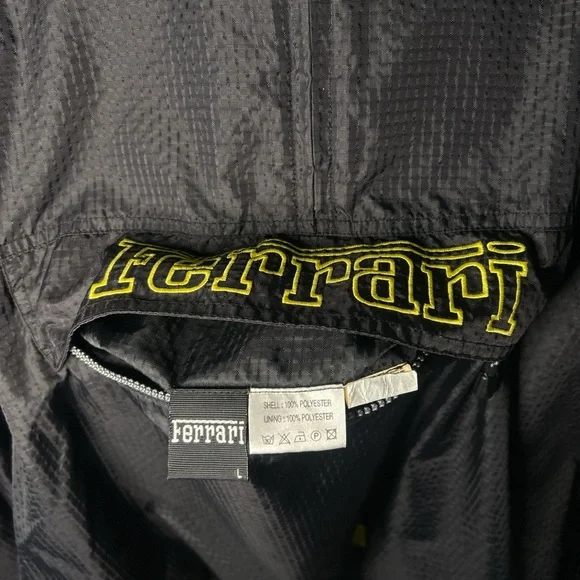 Ferrari
Ferrari
L
SHELL : 100% POLYESTER
LINING : 100% POLYESTER